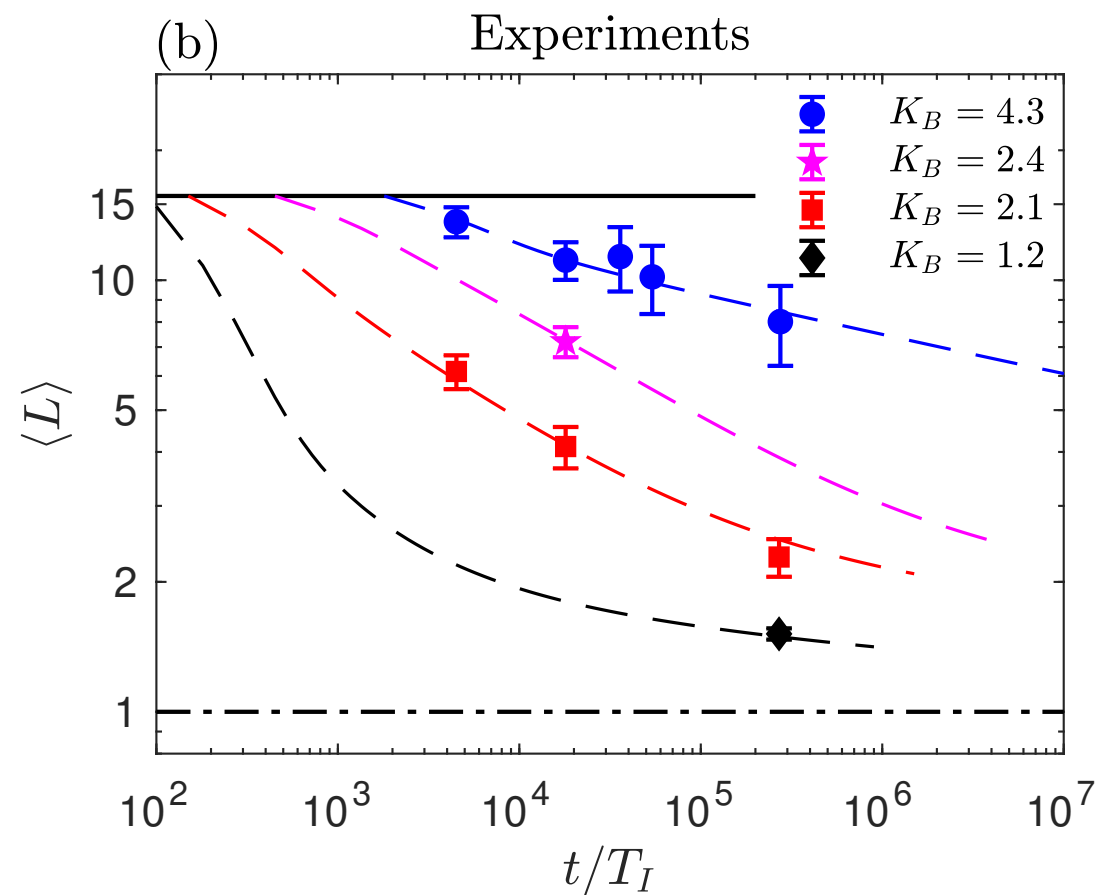 (b) Experiments
K_B = 4.3
K_B = 2.4
K_B = 2.1
K_B = 1.2
15
10
5
2
1
⟨L⟩
10^2 10^3 10^4 10^5 10^6 10^7
t/T_I